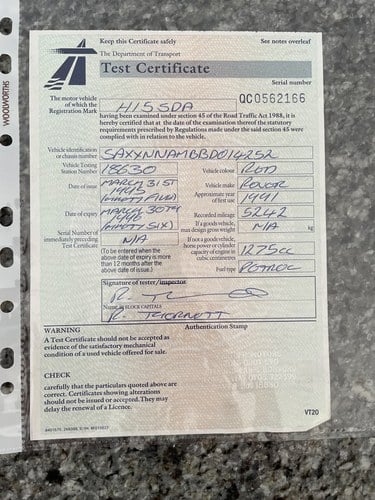 WOOLWORTHS
Keep this Certificate safely
See notes overleaf
The Department of Transport
Test Certificate
Serial number
The motor vehicle
of which the
Registration Mark
H155DA
QC0562166
having been examined under section 45 of the Road Traffic Act 1988, it is
hereby certified that at the date of the examination thereof the statutory
requirements prescribed by Regulations made under the said section 45 were
complied with in relation to the vehicle.
Vehicle identification
or chassis number
SAXXNNAMBBD014252
Vehicle Testing
Station Number
18630
Vehicle colour
RED
Date of issue
MARCH 31ST
1995
(NINETY FIVE)
Vehicle make
ROVER
Approximate year
of first use
1991
Date of expiry
MARCH 30TH
1996
(NINETY SIX)
Recorded mileage
5242
If a goods vehicle,
max design gross weight
N/A
kg
Serial Number of
immediately preceding
Test Certificate
N/A
If not a goods vehicle,
horse power or cylinder
capacity of engine in
cubic centimetres
1275cc
(To be entered when the
above date of expiry is more
than 12 months after the
above date of issue.)
Fuel type
PETROL
Signature of tester/inspector
Name in BLOCK CAPITALS
WARNING
Authentication Stamp
A Test Certificate should not be accepted as
evidence of the satisfactory mechanical
condition of a used vehicle offered for sale.
CHECK
carefully that the particulars quoted above are
correct. Certificates showing alterations
should not be issued or accepted. They may
delay the renewal of a Licence.
VT20